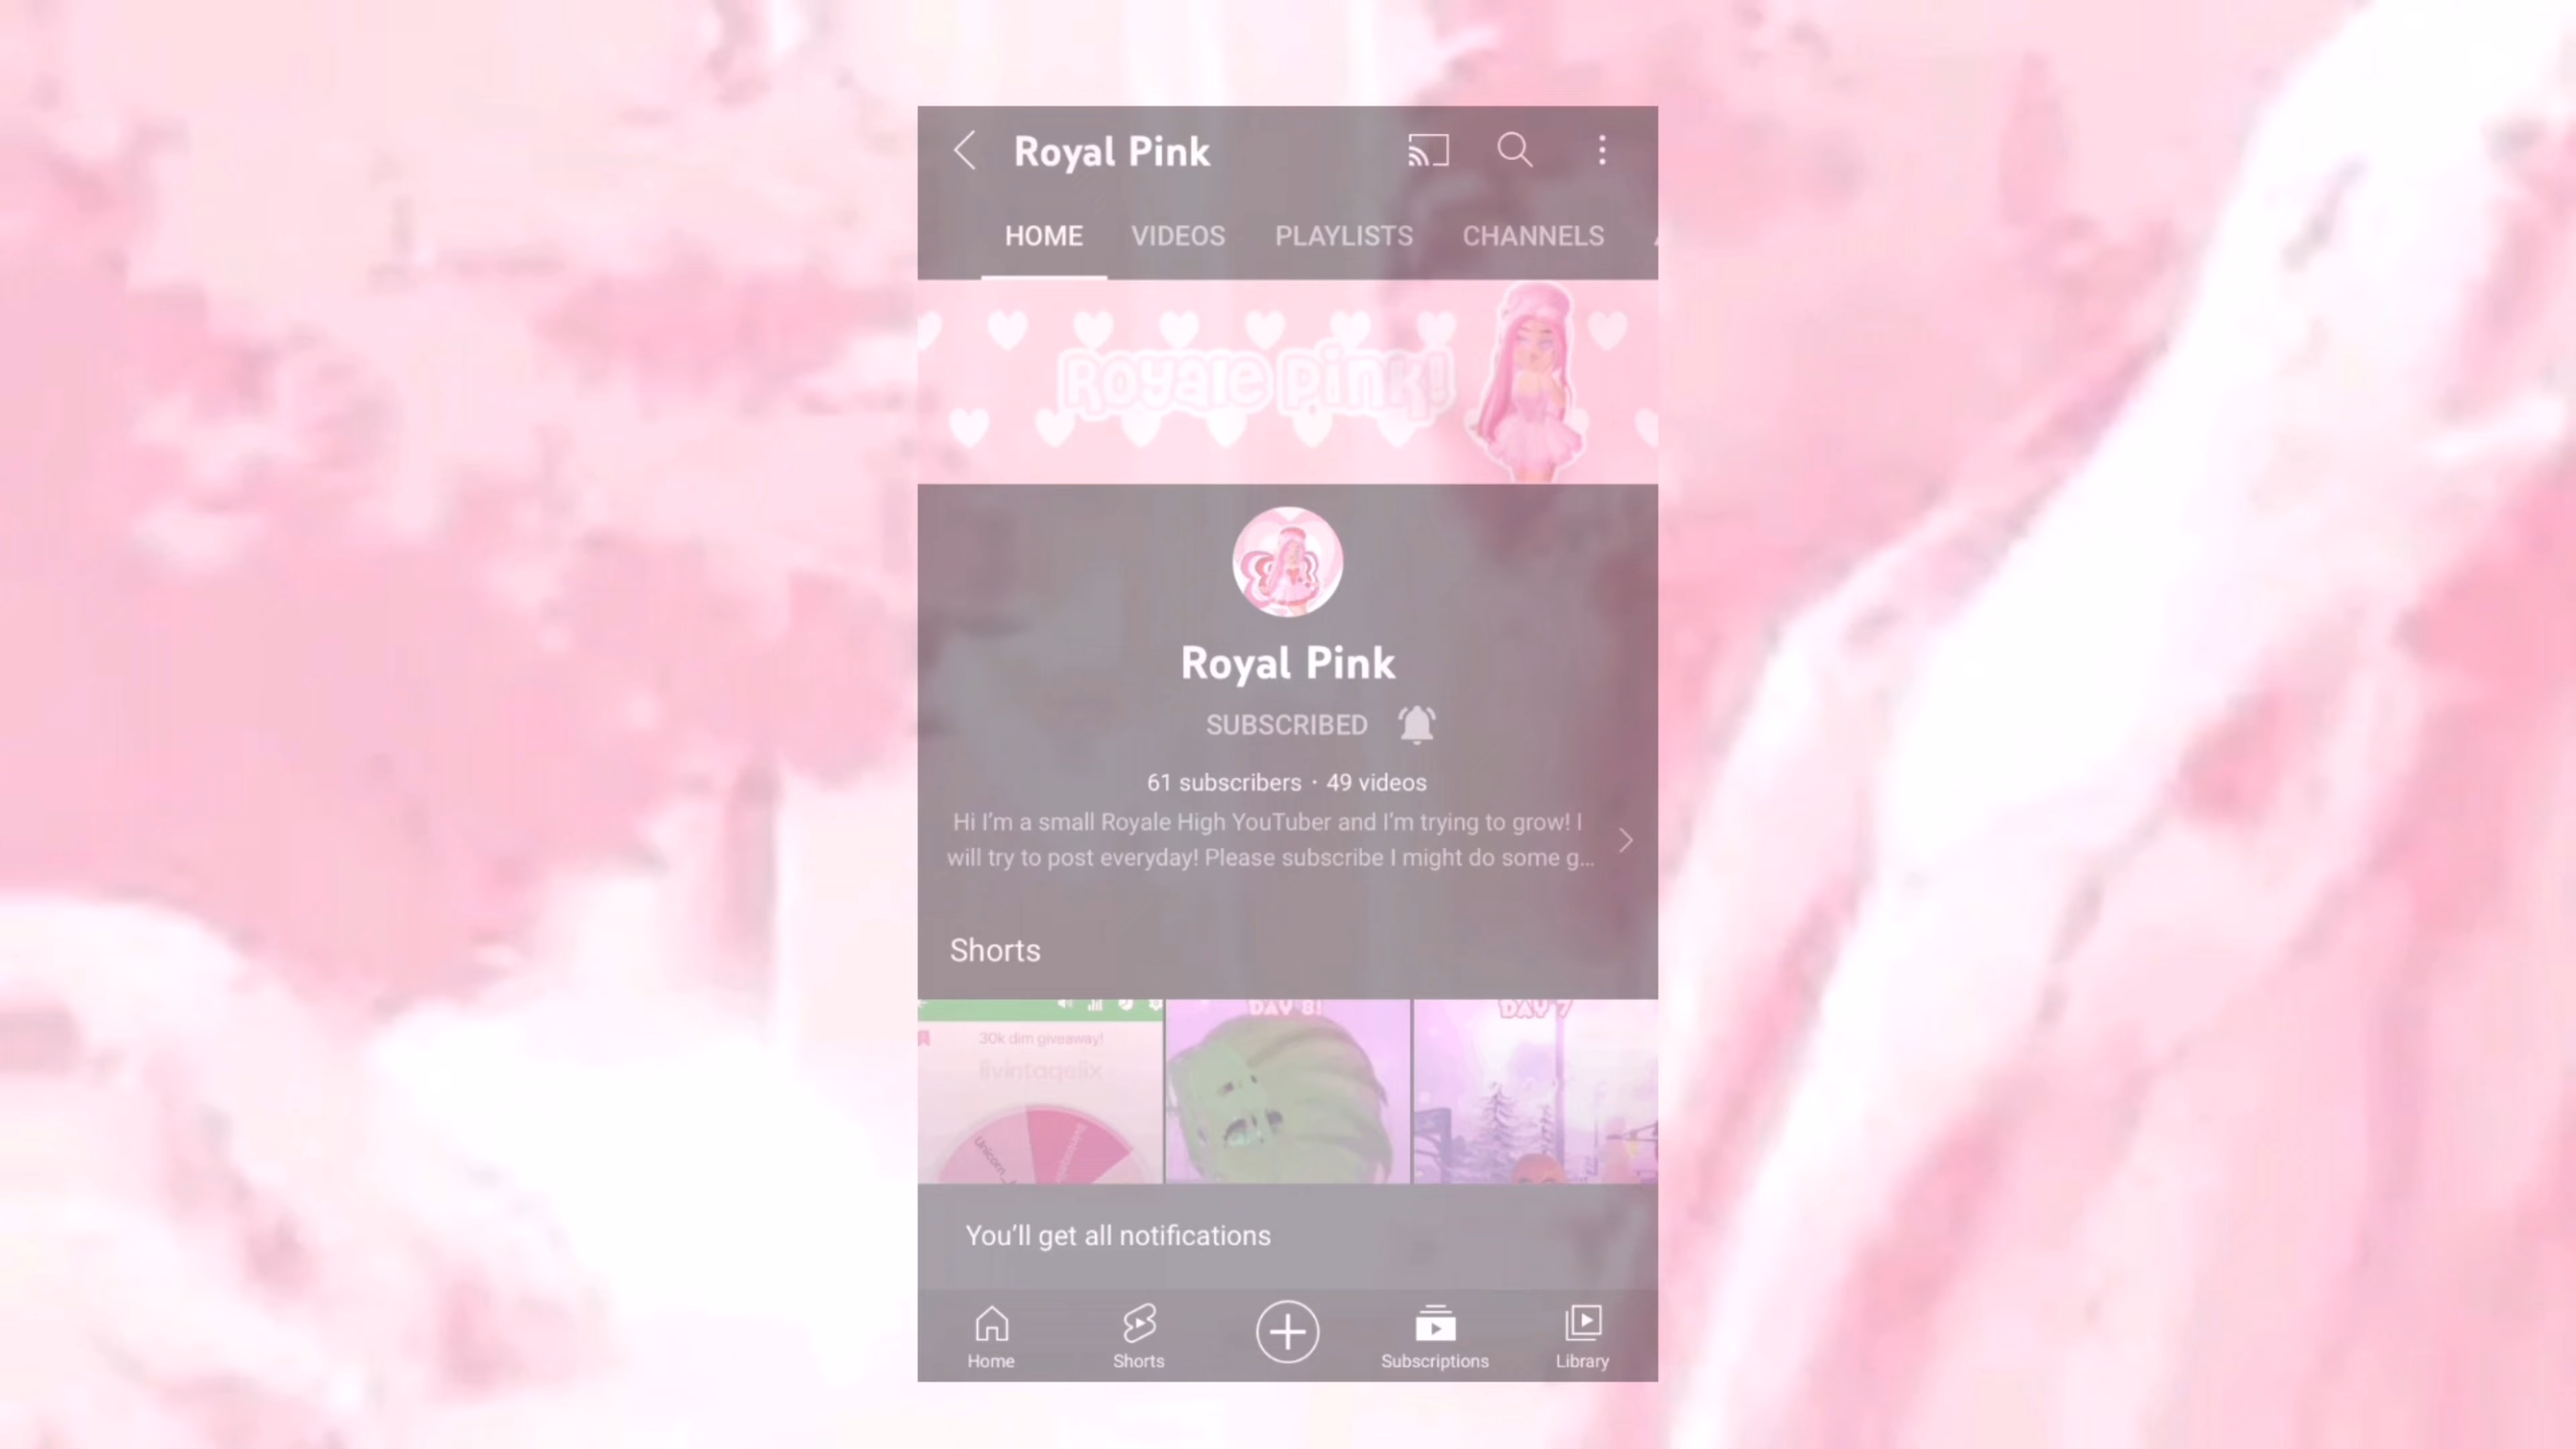 Royal Pink
HOME VIDEOS PLAYLISTS CHANNELS
Royale Pink!
Royal Pink
SUBSCRIBED
61 subscribers · 49 videos
Hi I'm a small Royale High YouTuber and I'm trying to grow! I
will try to post everyday! Please subscribe I might do some g...
Shorts
30k dim giveaway!
DAY 8!
DAY 7
You'll get all notifications
Home Shorts Subscriptions Library